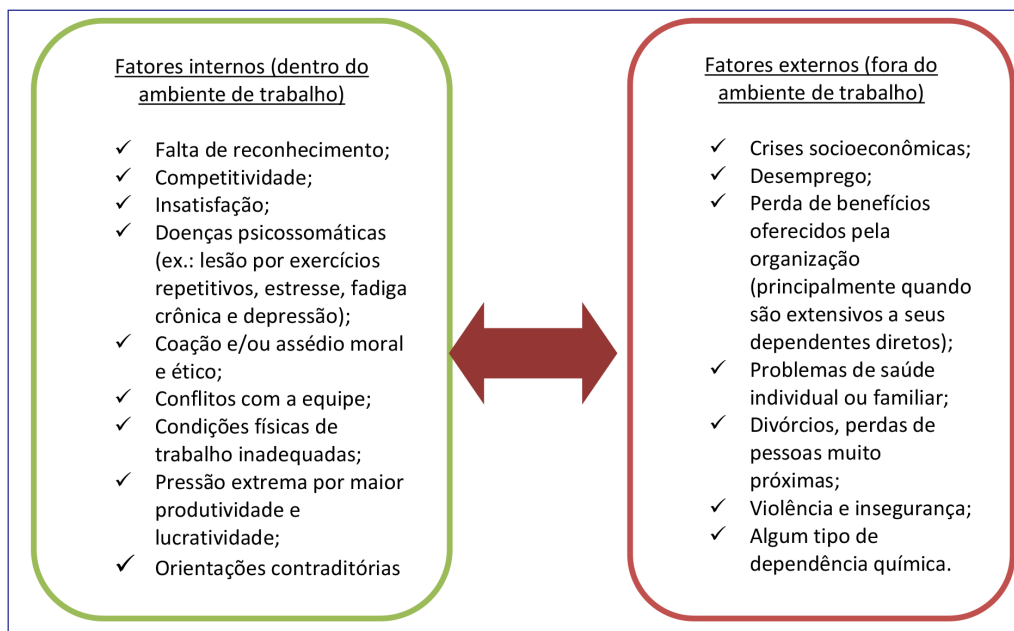 Fatores internos (dentro do
ambiente de trabalho)
✓ Falta de reconhecimento;
✓ Competitividade;
✓ Insatisfação;
✓ Doenças psicossomáticas
(ex.: lesão por exercícios
repetitivos, estresse, fadiga
crônica e depressão);
✓ Coação e/ou assédio moral
e ético;
✓ Conflitos com a equipe;
✓ Condições físicas de
trabalho inadequadas;
✓ Pressão extrema por maior
produtividade e
lucratividade;
✓ Orientações contraditórias
Fatores externos (fora do
ambiente de trabalho)
✓ Crises socioeconômicas;
✓ Desemprego;
✓ Perda de benefícios
oferecidos pela
organização
(principalmente quando
são extensivos a seus
dependentes diretos);
✓ Problemas de saúde
individual ou familiar;
✓ Divórcios, perdas de
pessoas muito
próximas;
✓ Violência e insegurança;
✓ Algum tipo de
dependência química.